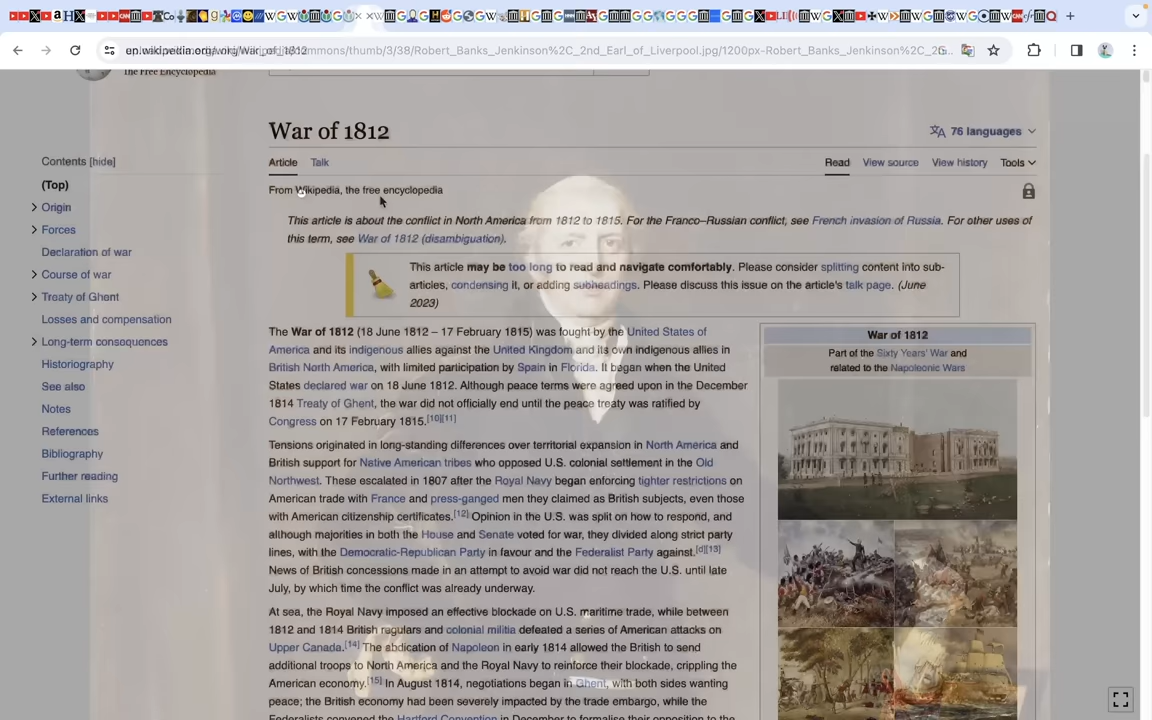 The Free Encyclopedia
War of 1812
76 languages
Contents [hide]
Article Talk
Read View source View history Tools
(Top)
From Wikipedia, the free encyclopedia
Origin
This article is about the conflict in North America from 1812 to 1815. For the Franco–Russian conflict, see French invasion of Russia. For other uses of
Forces
this term, see War of 1812 (disambiguation).
Declaration of war
Course of war
This article may be too long to read and navigate comfortably. Please consider splitting content into sub-
articles, condensing it, or adding subheadings. Please discuss this issue on the article's talk page. (June
2023)
Treaty of Ghent
Losses and compensation
Long-term consequences
Historiography
See also
Notes
References
Bibliography
Further reading
External links
The War of 1812 (18 June 1812 – 17 February 1815) was fought by the United States of
America and its indigenous allies against the United Kingdom and its own indigenous allies in
British North America, with limited participation by Spain in Florida. It began when the United
States declared war on 18 June 1812. Although peace terms were agreed upon in the December
1814 Treaty of Ghent, the war did not officially end until the peace treaty was ratified by
Congress on 17 February 1815.[10][11]
Tensions originated in long-standing differences over territorial expansion in North America and
British support for Native American tribes who opposed U.S. colonial settlement in the Old
Northwest. These escalated in 1807 after the Royal Navy began enforcing tighter restrictions on
American trade with France and press-ganged men they claimed as British subjects, even those
with American citizenship certificates.[12] Opinion in the U.S. was split on how to respond, and
although majorities in both the House and Senate voted for war, they divided along strict party
lines, with the Democratic-Republican Party in favour and the Federalist Party against.[d][13]
News of British concessions made in an attempt to avoid war did not reach the U.S. until late
July, by which time the conflict was already underway.
At sea, the Royal Navy imposed an effective blockade on U.S. maritime trade, while between
1812 and 1814 British regulars and colonial militia defeated a series of American attacks on
Upper Canada.[14] The abdication of Napoleon in early 1814 allowed the British to send
additional troops to North America and the Royal Navy to reinforce their blockade, crippling the
American economy.[15] In August 1814, negotiations began in Ghent, with both sides wanting
peace; the British economy had been severely impacted by the trade embargo, while the
Federalists convened the Hartford Convention in December to formalise their opposition to the
War of 1812
Part of the Sixty Years' War and
related to the Napoleonic Wars